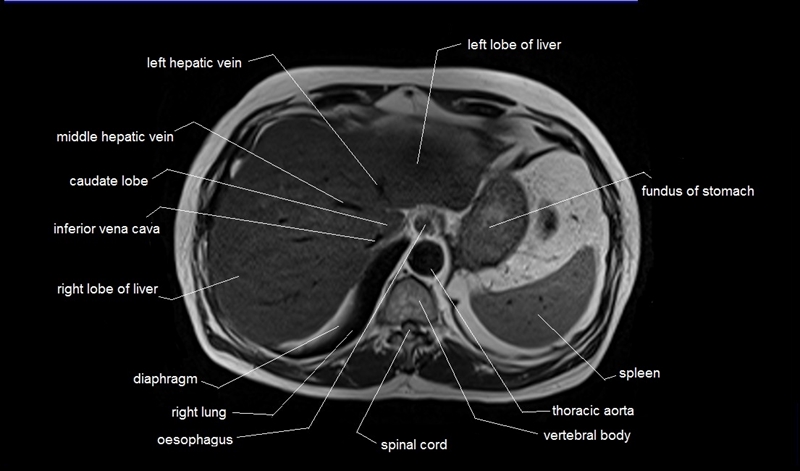 left hepatic vein
left lobe of liver
middle hepatic vein
caudate lobe
fundus of stomach
inferior vena cava
right lobe of liver
diaphragm
spleen
right lung
thoracic aorta
oesophagus
vertebral body
spinal cord